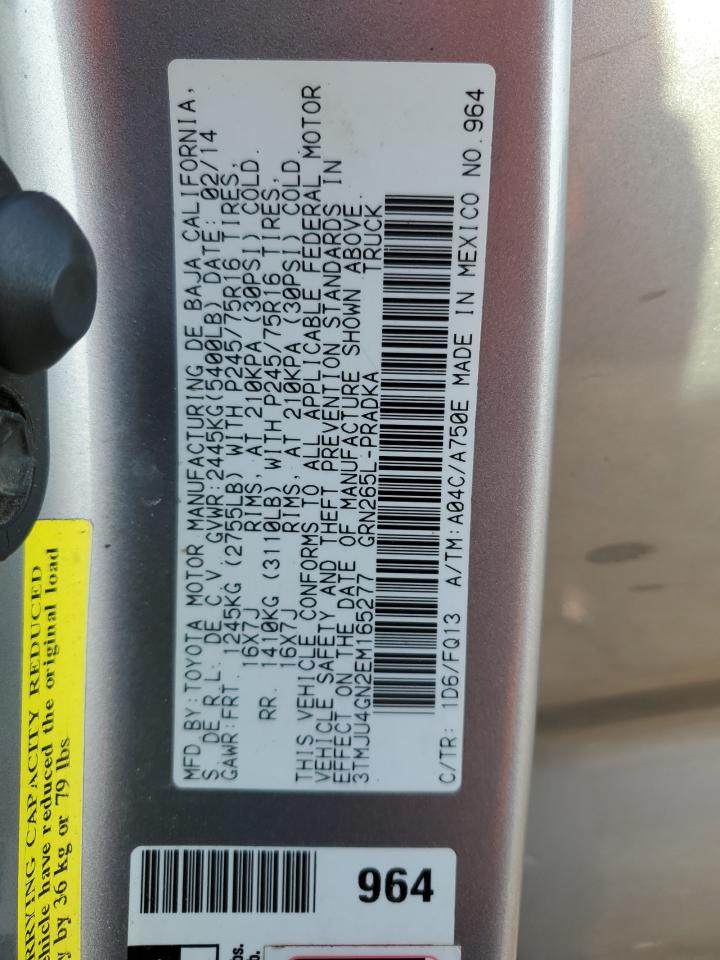 MFD. BY: TOYOTA MOTOR MANUFACTURING DE BAJA CALIFORNIA,
S. DE R.L. DE C.V. GVWR: 2445KG(5400LB) DATE: 02/14
GAWR: FRT. 1245KG (2755LB) WITH P245/75R16 TIRES,
16X7J RIMS, AT 210KPA (30PSI) COLD.
RR. 1410KG (3110LB) WITH P245/75R16 TIRES,
16X7J RIMS, AT 210KPA (30PSI) COLD.
THIS VEHICLE CONFORMS TO ALL APPLICABLE FEDERAL MOTOR
VEHICLE SAFETY AND THEFT PREVENTION STANDARDS IN
EFFECT ON THE DATE OF MANUFACTURE SHOWN ABOVE.
3TMJU4GN2EM165277 GRN265L-PRADKA TRUCK
C/TR: 1D6/FQ13 A/TM: A04C/A750E MADE IN MEXICO NO. 964
RRYING CAPACITY REDUCED
ehicle have reduced the original load
y by 36 kg or 79 lbs
964